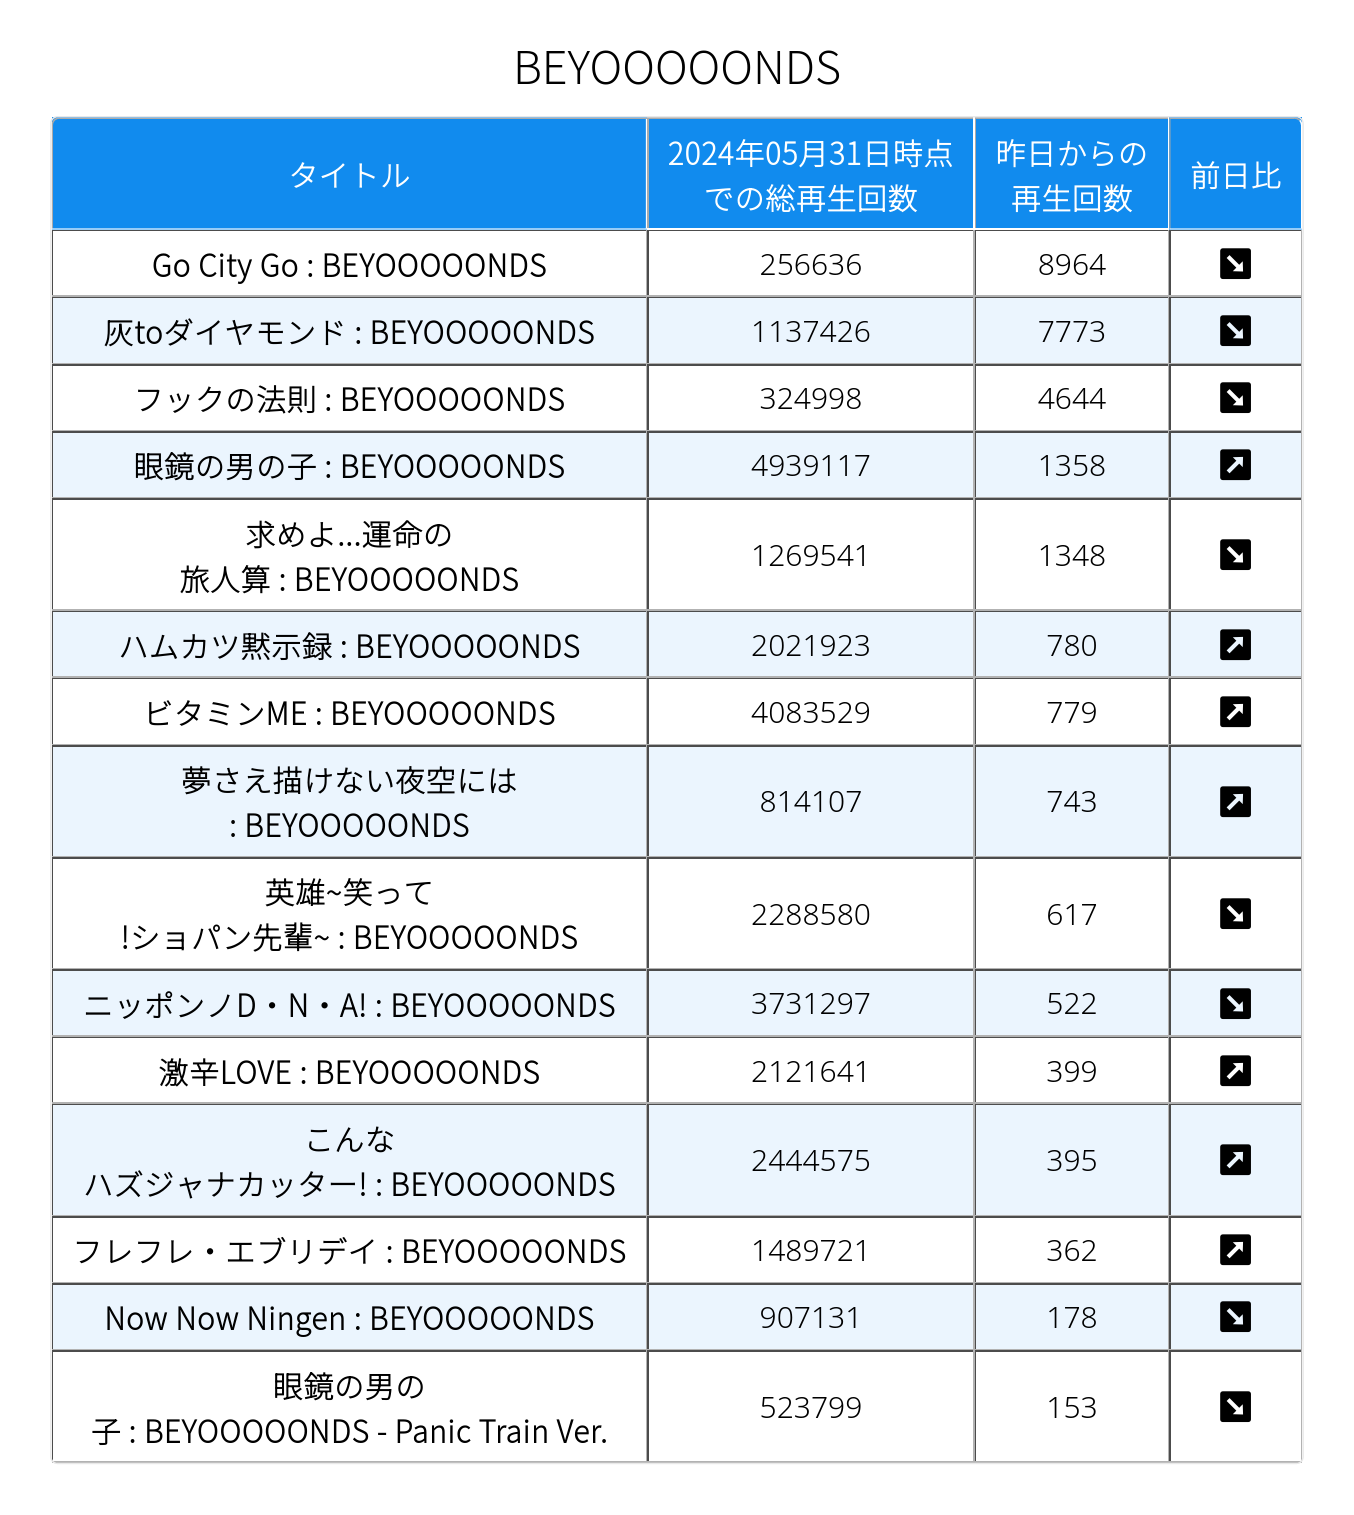 BEYOOOOONDS
タイトル
2024年05月31日時点
での総再生回数
昨日からの
再生回数
前日比
Go City Go : BEYOOOOONDS
256636
8964
灰toダイヤモンド : BEYOOOOONDS
1137426
7773
フックの法則 : BEYOOOOONDS
324998
4644
眼鏡の男の子 : BEYOOOOONDS
4939117
1358
求めよ...運命の
旅人算 : BEYOOOOONDS
1269541
1348
ハムカツ黙示録 : BEYOOOOONDS
2021923
780
ビタミンME : BEYOOOOONDS
4083529
779
夢さえ描けない夜空には
: BEYOOOOONDS
814107
743
英雄~笑って
!ショパン先輩~ : BEYOOOOONDS
2288580
617
ニッポンノD・N・A! : BEYOOOOONDS
3731297
522
激辛LOVE : BEYOOOOONDS
2121641
399
こんな
ハズジャナカッター! : BEYOOOOONDS
2444575
395
フレフレ・エブリデイ : BEYOOOOONDS
1489721
362
Now Now Ningen : BEYOOOOONDS
907131
178
眼鏡の男の
子 : BEYOOOOONDS - Panic Train Ver.
523799
153